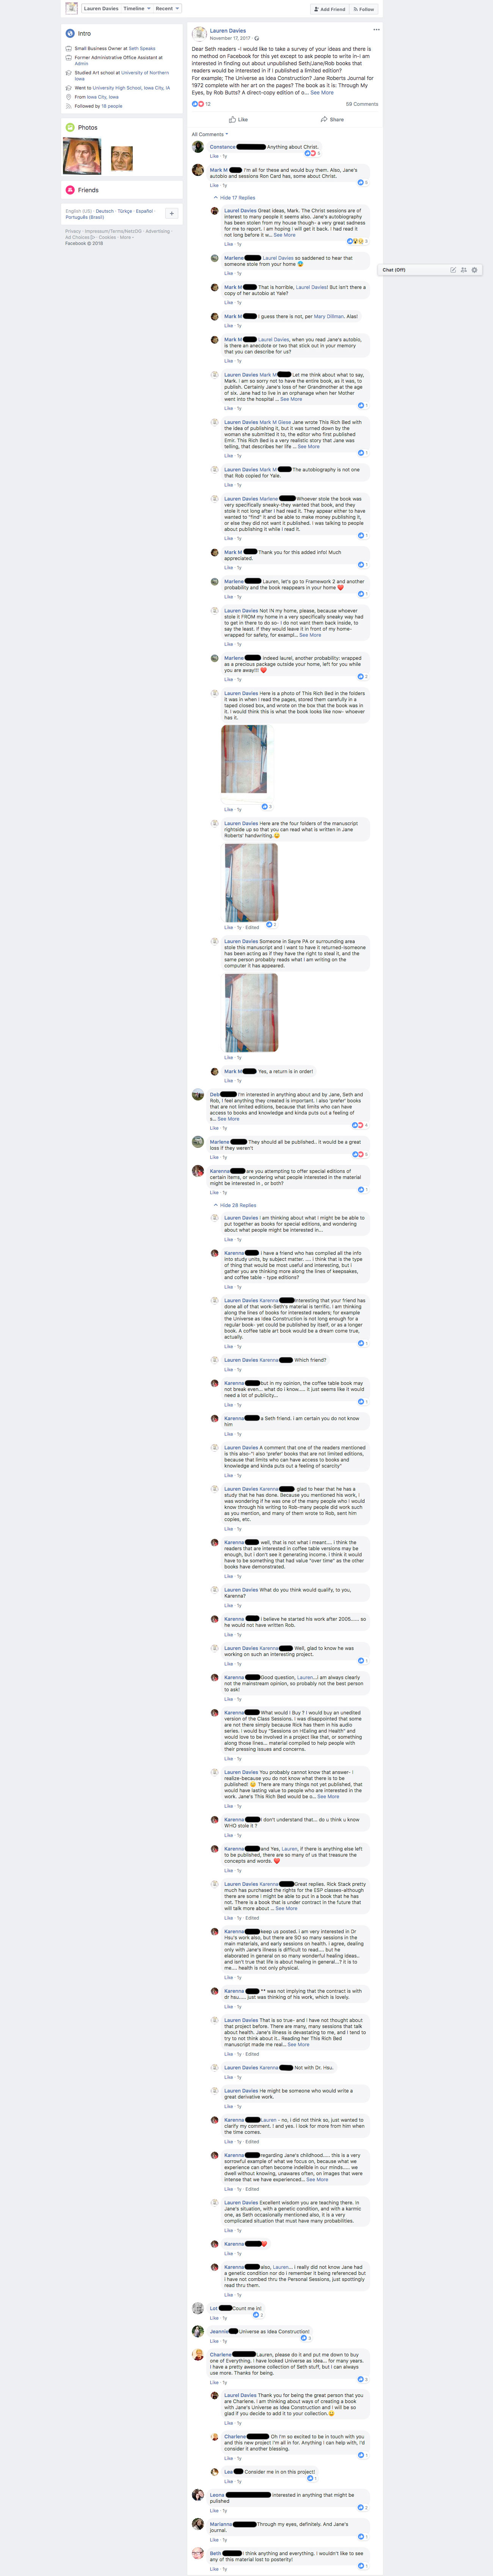 Lauren Davies Timeline Recent
Add Friend Follow
Intro
Small Business Owner at Seth Speaks
Former Administrative Office Assistant at
Admin
Studied Art school at University of Northern
Iowa
Went to University High School, Iowa City, IA
From Iowa City, Iowa
Followed by 18 people
Photos
Friends
English (US) · Deutsch · Türkçe · Español ·
Português (Brasil)
Privacy · Impressum/Terms/NetzDG · Advertising ·
Ad Choices · Cookies · More ·
Facebook © 2019
Lauren Davies
November 17, 2017 ·
Dear Seth readers -I would like to take a survey of your ideas and there is
no method on Facebook for this yet except to ask people to write in-I am
interested in finding out about unpublished Seth/Jane/Rob books that
readers would be interested in if I published a limited edition?
For example; The Universe as Idea Construction? Jane Roberts Journal for
1972 complete with her art on the pages? The book as it is: Through My
Eyes, by Rob Butts? A direct-copy edition of o... See More
12
59 Comments
Like Share
All Comments
Constance Anything about Christ.
5
Like · 1y
Mark M I'm all for these and would buy them. Also, Jane's
autobio and sessions Ron Card has, some about Christ.
5
Like · 1y
Hide 17 Replies
Laurel Davies Great ideas, Mark. The Christ sessions are of
interest to many people it seems also. Jane's autobiography
has been stolen from my house though- a very great sadness
for me to report. I am hoping I will get it back. I had read it
not long before it w... See More
3
Like · 1y
Marlene Laurel Davies so saddened to hear that
someone stole from your home
Like · 1y
Mark M That is horrible, Laurel Davies! But isn't there a
copy of her autobio at Yale?
Like · 1y
Mark M I guess there is not, per Mary Dillman. Alas!
Like · 1y
Mark M Laurel Davies, when you read Jane's autobio,
is there an anecdote or two that stick out in your memory
that you can describe for us?
Like · 1y
Lauren Davies Mark M Let me think about what to say,
Mark. I am so sorry not to have the entire book, as it was, to
publish. Certainly Jane's loss of her Grandmother at the age
of six. Jane had to live in an orphanage when her Mother
went into the hospital ... See More
1
Like · 1y
Lauren Davies Mark M Giese Jane wrote This Rich Bed with
the idea of publishing it, but it was turned down by the
woman she submitted it to, the editor who first published
Emir. This Rich Bed is a very realistic story that Jane was
telling, that describes her life ... See More
1
Like · 1y
Lauren Davies Mark M The autobiography is not one
that Rob copied for Yale.
Like · 1y
Lauren Davies Marlene Whoever stole the book was
very specifically sneaky-they wanted that book, and they
stole it not long after I had read it. They appear either to have
wanted to "find" it and be able to make money publishing it,
or else they did not want it published. I was talking to people
about publishing it while I read it.
1
Like · 1y
Mark M Thank you for this added info! Much
appreciated.
1
Like · 1y
Marlene Lauren, let's go to Framework 2 and another
probability and the book reappears in your home
1
Like · 1y
Lauren Davies Not IN my home, please, because whoever
stole it FROM my home in a very specifically sneaky way had
to get in there to do so- I do not want them back inside, to
say the least. If they would leave it in front of my home-
wrapped for safety, for exampl... See More
Like · 1y
Marlene indeed laurel, another probability: wrapped
as a precious package outside your home, left for you while
you are away!!!
2
Like · 1y
Lauren Davies Here is a photo of This Rich Bed in the folders
it was in when I read the pages, stored them carefully in a
taped closed box, and wrote on the box that the manuscript
is. I would think this is what the book looks like now- whoever
has it.
3
Like · 1y
Lauren Davies Here are the four folders of the manuscript
rightside up so that you can read what is written in Jane
Roberts' handwriting.
2
Like · 1y · Edited
Lauren Davies Someone in Sayre PA or surrounding area
stole this manuscript and I want to have it returned-someone
has been acting as if they have the right to steal it, and the
same person probably reads what I am writing on the
computer it has appeared.
Like · 1y
Mark M Yes, a return is in order!
Like · 1y
Deb I'm interested in anything about and by Jane, Seth and
Rob, I feel anything they created is important. I also 'prefer' books
that are not limited editions, because that limits who can have
access to books and knowledge and kinda puts out a feeling of
s... See More
4
Like · 1y
Marlene They should all be published.. it would be a great
loss if they weren't
5
Like · 1y
Karenna are you attempting to offer special editions of
certain items, or wondering what people interested in the material
might be interested in , or both?
1
Like · 1y
Hide 28 Replies
Lauren Davies I am thinking about what I might be able to
put together as books for special editions, and wondering
about what people might be interested in...
Like · 1y
Karenna I have a friend who has compiled all the info
into study units, by subject matter. .... i think that is the type
of thing that would be most useful and interesting, but i
gather you are thinking more along the lines of keepsakes,
and coffee table - type editions?
Like · 1y
Lauren Davies Karenna Interesting that your friend has
done all of that work-Seth's material is terrific. I am thinking
along the lines of books for interested readers; for example
the Universe as Idea Construction is not long enough for a
regular book- yet could be published by itself, or as a longer
book. A coffee table art book would be a dream come true,
actually.
1
Like · 1y
Lauren Davies Karenna Which friend?
Like · 1y
Karenna but in my opinion, the coffee table book may
not break even... what do i know..... it just seems like it would
need a lot of publicity...
1
Like · 1y
Karenna a Seth friend. I am certain you do not know
him
Like · 1y
Lauren Davies A comment that one of the readers mentioned
is this also-"I also 'prefer' books that are not limited editions,
because that limits who can have access to books and
knowledge and kinda puts out a feeling of scarcity"
Like · 1y
Lauren Davies Karenna glad to hear that he has a
study that he has done. Because you mentioned his work, I
was wondering if he was one of the many people who I would
know through his writing to Rob-many people did work such
as you mention, and many of them wrote to Rob, sent him
copies, etc.
Like · 1y
Karenna well, that is not what I meant.... i think the
readers that are interested in coffee table versions may be
enough, but i don't see it generating income. I think it would
have to be something that had value "over time" as the other
books have demonstrated.
Like · 1y
Lauren Davies What do you think would qualify, to you,
Karenna?
Like · 1y
Karenna I believe he started his work after 2005...... so
he would not have written Rob.
Like · 1y
Lauren Davies Karenna Well, glad to know he was
working on such an interesting project.
1
Like · 1y
Karenna Good question, Lauren...I am always clearly
not the mainstream opinion, so probably not the best person
to ask!
Like · 1y
Karenna What would I Buy ? I would buy an unedited
version of the Class Sessions. I was disappointed that some
are not there simply because Rick has them in his audio
series. I would buy "Sessions on HEaling and Health" and
would love to be involved in a project like that, or something
along those lines... material compiled to help people with
their pressing issues and concerns.
Like · 1y
Lauren Davies You probably cannot know that answer- I
realize-because you do not know what there is to be
published! There are many things not yet published, that
would have lasting value to people who are interested in the
work. Jane's This Rich Bed would be o... See More
Like · 1y
Karenna I don't understand that... do u think u know
WHO stole it ?
Like · 1y
Karenna and Yes, Lauren, if there is anything else left
to be published, there are so many of us that treasure the
concepts and words.
Like · 1y
Lauren Davies Karenna Great replies. Rick Stack pretty
much has purchased the rights for the ESP classes-although
there are some I might be able to put in a book that he has
not. There is a book that is under contract in the future that
will talk more about ... See More
Like · 1y · Edited
Karenna keep us posted. I am very interested in Dr
Hsu's work also, but there are SO so many sessions in the
main materials, and early sessions on health. I agree, dealing
only with Jane's illness is difficult to read.... but he
elaborated in general on so many wonderful healing ideas..
and isn't true that life is about healing in general...? it is to
me.... health is not only physical.
Like · 1y
Karenna ** was not implying that the contract is with
dr hsu..... just was thinking of his work, which is lovely.
Like · 1y
Lauren Davies That is so true- and I have not thought about
that project before. There are many, many sessions that talk
about health. Jane's illness is devastating to me, and I tend to
try to not think about it.. Reading her This Rich Bed
manuscript made me real... See More
Like · 1y · Edited
Lauren Davies Karenna Not with Dr. Hsu.
Like · 1y
Lauren Davies He might be someone who would write a
great derivative work.
Like · 1y
Karenna Lauren - no, I did not think so, just wanted to
clarify my comment. I and yes. i look for more from him when
the time comes.
Like · 1y · Edited
Karenna regarding Jane's childhood..... this is a very
sorrowful example of what we focus on, because what we
experience can often become indelible in our minds..... we
dwell without knowing, unawares often, on images that were
intense that we have experienced... See More
Like · 1y · Edited
Lauren Davies Excellent wisdom you are teaching there. In
Jane's situation, with a genetic condition, and with a karmic
one, as Seth occasionally mentioned also, it is a very
complicated situation that must have many probabilities.
Like · 1y
Karenna
Like · 1y
Karenna also, Lauren... I really did not know Jane had
a genetic condition nor do i remember it being referenced but
i have not combed thru the Personal Sessions, just spottingly
read thru them.
Like · 1y
Lot Count me in!
2
Like · 1y
Jeannie Universe as Idea Construction!
3
Like · 1y
Charlene Lauren, please do it and put me down to buy
one of Everything. I have looked Universe as Idea... for many years.
I have a pretty awesome collection of Seth stuff, but I can always
use more. Thanks for being.
3
Like · 1y
Laurel Davies Thank you for being the great person that you
are Charlene. I am thinking about ways of creating a book
with Jane's Universe as Idea Construction and I will be so
glad if you decide to add it to your collection.
Like · 1y
Charlene Oh I'm so excited to be in touch with you
and this new project I'm all in for. Anything I can help with, I'd
consider it another blessing.
1
Like · 1y
Lea Consider me in on this project!
1
Like · 1y
Leona Interested in anything that might be
pulished
2
Like · 1y
Marianna Through my eyes, definitely. And Jane's
journal.
1
Like · 1y
Beth I think anything and everything. I wouldn't like to see
any of this material lost to posterity!
1
Like · 1y
Chat (Off)